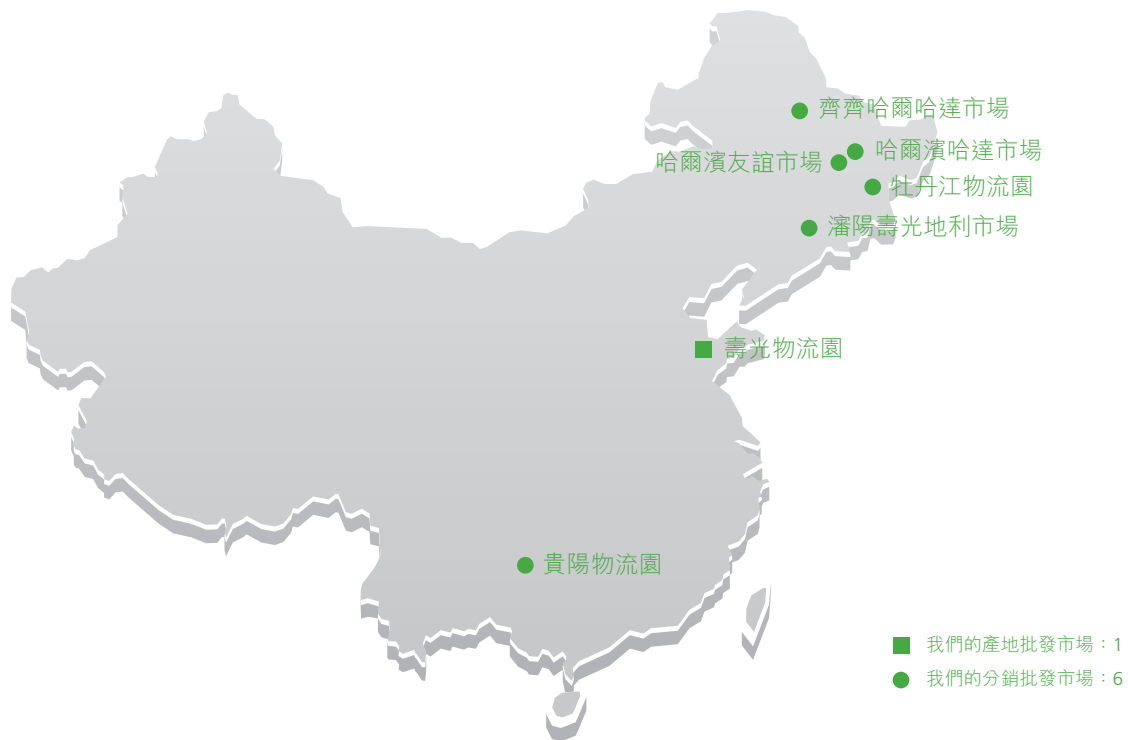 齊齊哈爾哈達市場
哈爾濱哈達市場
哈爾濱友誼市場
牡丹江物流園
瀋陽壽光地利市場
壽光物流園
貴陽物流園
我們的產地批發市場：1
我們的分銷批發市場：6